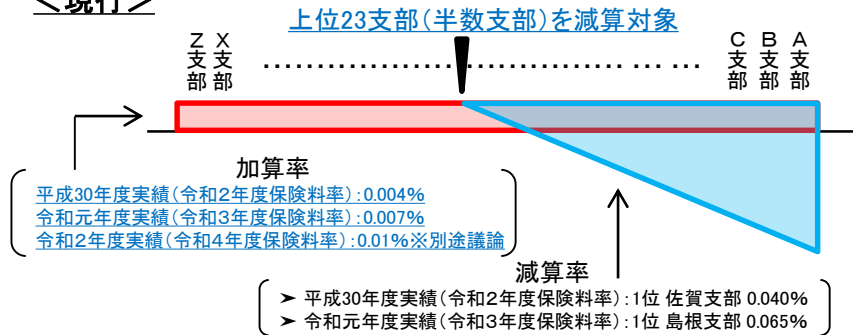 ＜現行＞
上位23支部（半数支部）を減算対象
Z支部 X支部 ･････････････････････････････････ ･･･ ･･･ C支部 B支部 A支部
加算率
平成30年度実績（令和２年度保険料率）：0.004%
令和元年度実績（令和３年度保険料率）：0.007%
令和２年度実績（令和４年度保険料率）：0.01%※別途議論
減算率
➤ 平成30年度実績（令和２年度保険料率）：1位 佐賀支部 0.040%
➤ 令和元年度実績（令和３年度保険料率）：1位 島根支部 0.065%